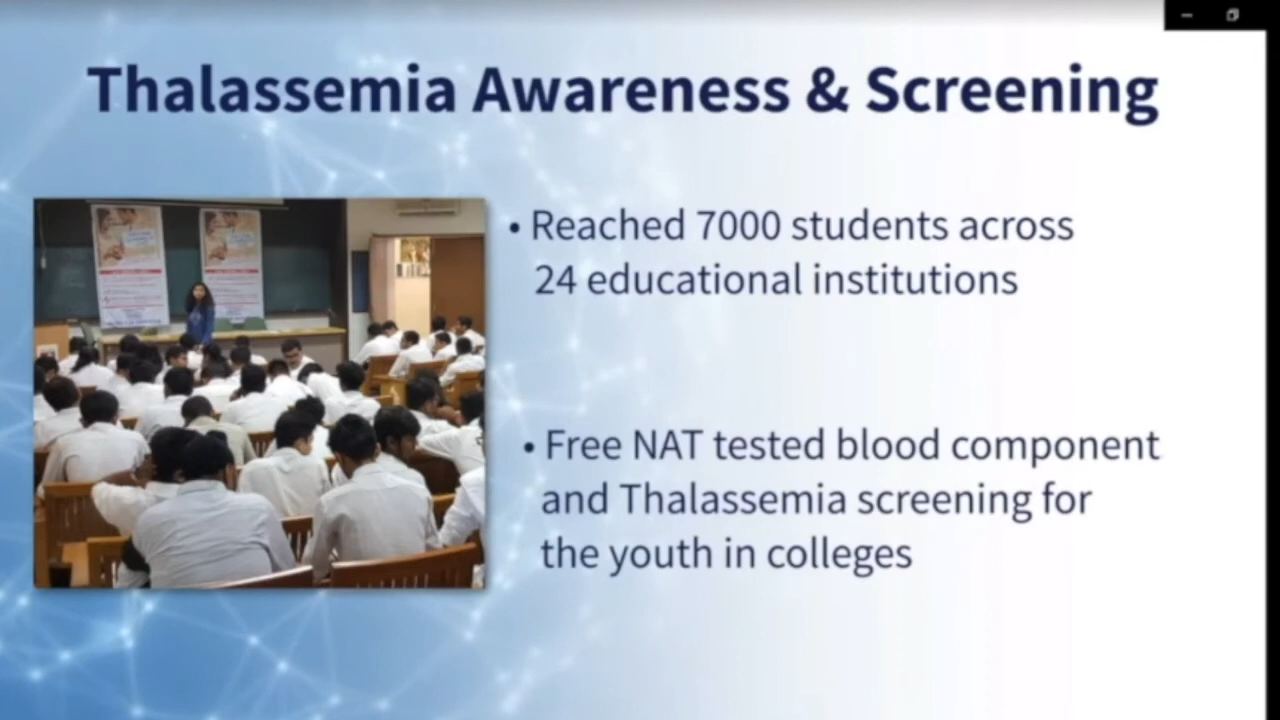 Thalassemia Awareness & Screening
• Reached 7000 students across
24 educational institutions
• Free NAT tested blood component
and Thalassemia screening for
the youth in colleges